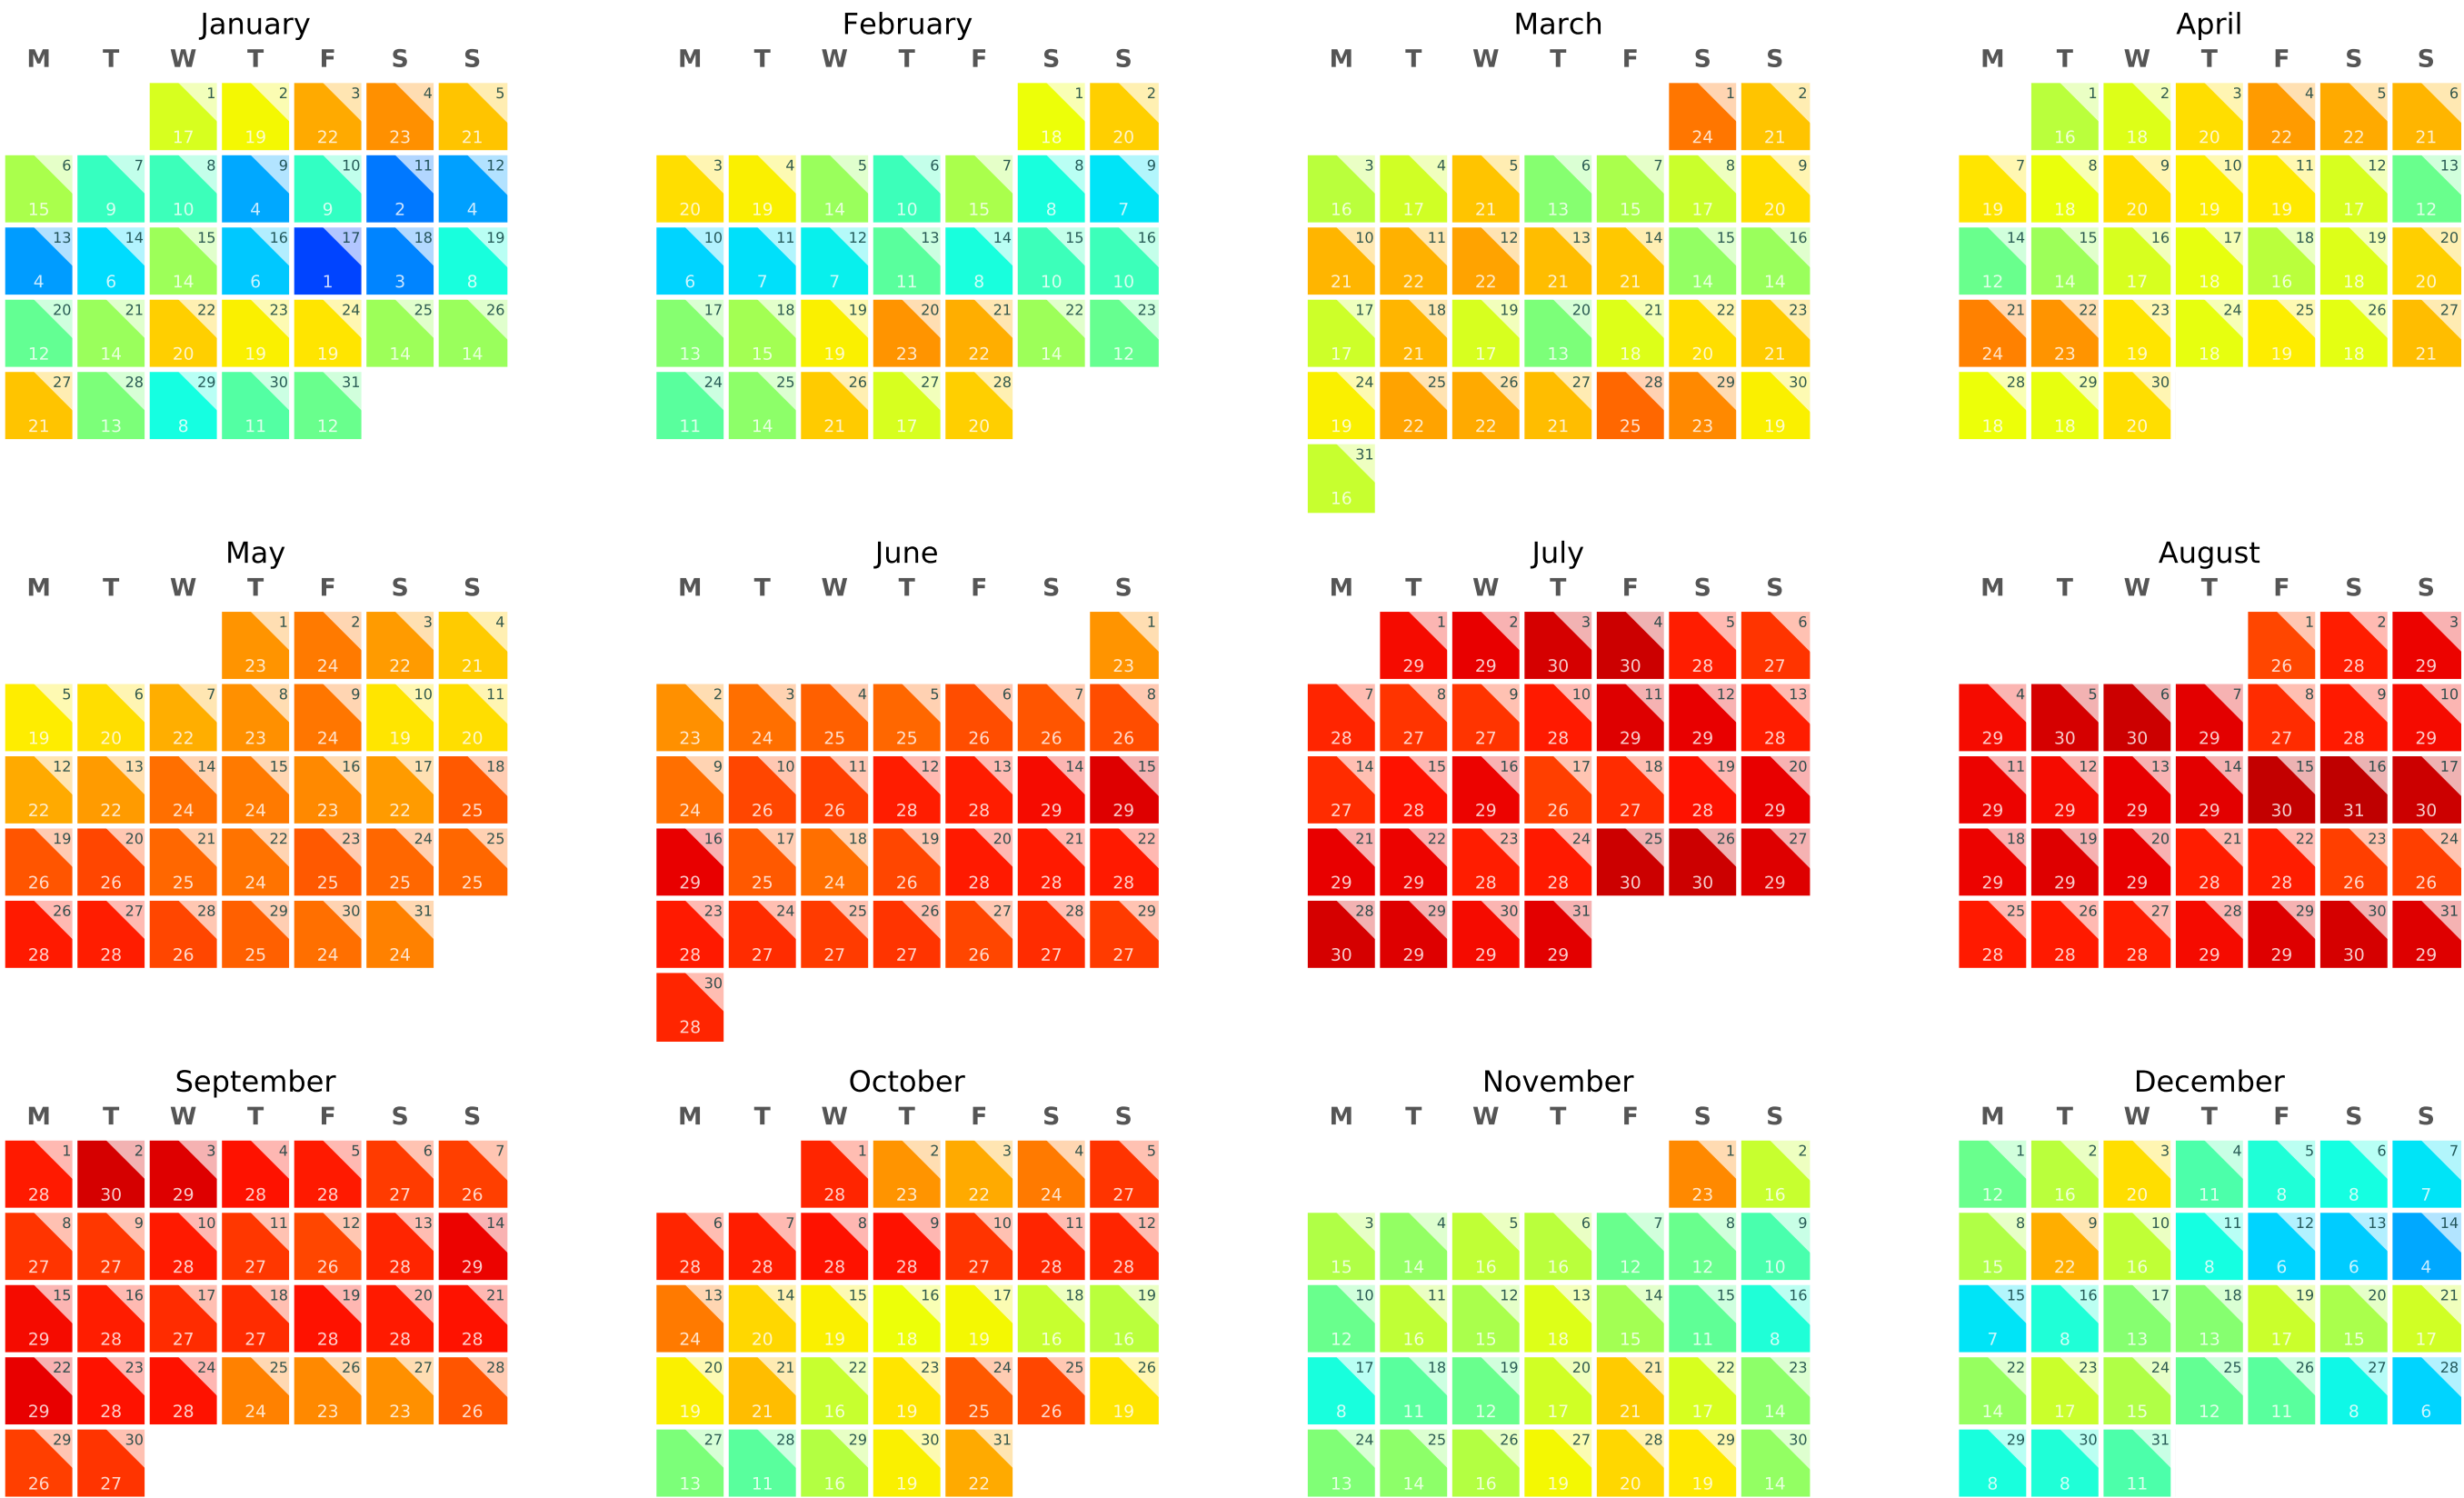 January February March April
M T W T F S S M T W T F S S M T W T F S S M T W T F S S
1 2 3 4 5 1 2 1 2 1 2 3 4 5 6
17 19 22 23 21 18 20 24 21 16 18 20 22 22 21
6 7 8 9 10 11 12 3 4 5 6 7 8 9 3 4 5 6 7 8 9 7 8 9 10 11 12 13
15 9 10 4 9 2 4 20 19 14 10 15 8 7 16 17 21 13 15 17 20 19 18 20 19 19 17 12
13 14 15 16 17 18 19 10 11 12 13 14 15 16 10 11 12 13 14 15 16 14 15 16 17 18 19 20
4 6 14 6 1 3 8 6 7 7 11 8 10 10 21 22 22 21 21 14 14 12 14 17 18 16 18 20
20 21 22 23 24 25 26 17 18 19 20 21 22 23 17 18 19 20 21 22 23 21 22 23 24 25 26 27
12 14 20 19 19 14 14 13 15 19 23 22 14 12 17 21 17 13 18 20 21 24 23 19 18 19 18 21
27 28 29 30 31 24 25 26 27 28 24 25 26 27 28 29 30 28 29 30
21 13 8 11 12 11 14 21 17 20 19 22 22 21 25 23 19 18 18 20
31
16
May June July August
M T W T F S S M T W T F S S M T W T F S S M T W T F S S
1 2 3 4 1 1 2 3 4 5 6 1 2 3
23 24 22 21 23 29 29 30 30 28 27 26 28 29
5 6 7 8 9 10 11 2 3 4 5 6 7 8 7 8 9 10 11 12 13 4 5 6 7 8 9 10
19 20 22 23 24 19 20 23 24 25 25 26 26 26 28 27 27 28 29 29 28 29 30 30 29 27 28 29
12 13 14 15 16 17 18 9 10 11 12 13 14 15 14 15 16 17 18 19 20 11 12 13 14 15 16 17
22 22 24 24 23 22 25 24 26 26 28 28 29 29 27 28 29 26 27 28 29 29 29 29 29 30 31 30
19 20 21 22 23 24 25 16 17 18 19 20 21 22 21 22 23 24 25 26 27 18 19 20 21 22 23 24
26 26 25 24 25 25 25 29 25 24 26 28 28 28 29 29 28 28 30 30 29 29 29 29 28 28 26 26
26 27 28 29 30 31 23 24 25 26 27 28 29 28 29 30 31 25 26 27 28 29 30 31
28 28 26 25 24 24 28 27 27 27 26 27 27 30 29 29 29 28 28 28 29 29 30 29
30
28
September October November December
M T W T F S S M T W T F S S M T W T F S S M T W T F S S
1 2 3 4 5 6 7 1 2 3 4 5 1 2 1 2 3 4 5 6 7
28 30 29 28 28 27 26 28 23 22 24 27 23 16 12 16 20 11 8 8 7
8 9 10 11 12 13 14 6 7 8 9 10 11 12 3 4 5 6 7 8 9 8 9 10 11 12 13 14
27 27 28 27 26 28 29 28 28 28 28 27 28 28 15 14 16 16 12 12 10 15 22 16 8 6 6 4
15 16 17 18 19 20 21 13 14 15 16 17 18 19 10 11 12 13 14 15 16 15 16 17 18 19 20 21
29 28 27 27 28 28 28 24 20 19 18 19 16 16 12 16 15 18 15 11 8 7 8 13 13 17 15 17
22 23 24 25 26 27 28 20 21 22 23 24 25 26 17 18 19 20 21 22 23 22 23 24 25 26 27 28
29 28 28 24 23 23 26 19 21 16 19 25 26 19 8 11 12 17 21 17 14 14 17 15 12 11 8 6
29 30 27 28 29 30 31 24 25 26 27 28 29 30 29 30 31
26 27 13 11 16 19 22 13 14 16 19 20 19 14 8 8 11